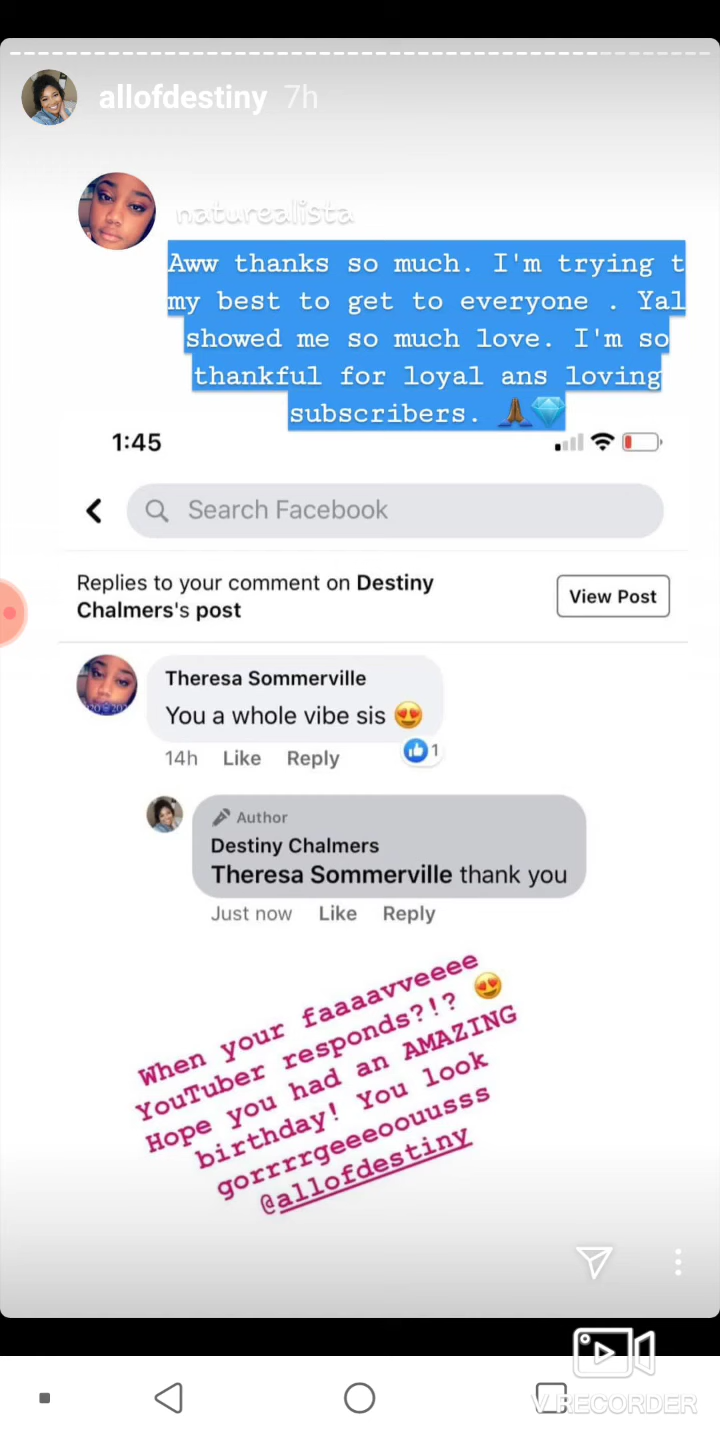 allofdestiny 7h
naturealista
Aww thanks so much. I'm trying t
my best to get to everyone . Yal
showed me so much love. I'm so
thankful for loyal ans loving
subscribers. 🙏🏾💎
1:45
Search Facebook
Replies to your comment on Destiny
Chalmers's post
View Post
Theresa Sommerville
You a whole vibe sis 😍
14h Like Reply 1
Author
Destiny Chalmers
Theresa Sommerville thank you
Just now Like Reply
When your faaaavveeeee
YouTuber responds?!? 😍
Hope you had an AMAZING
birthday! You look
gorrrrgeeeoouusss
@allofdestiny
V RECORDER